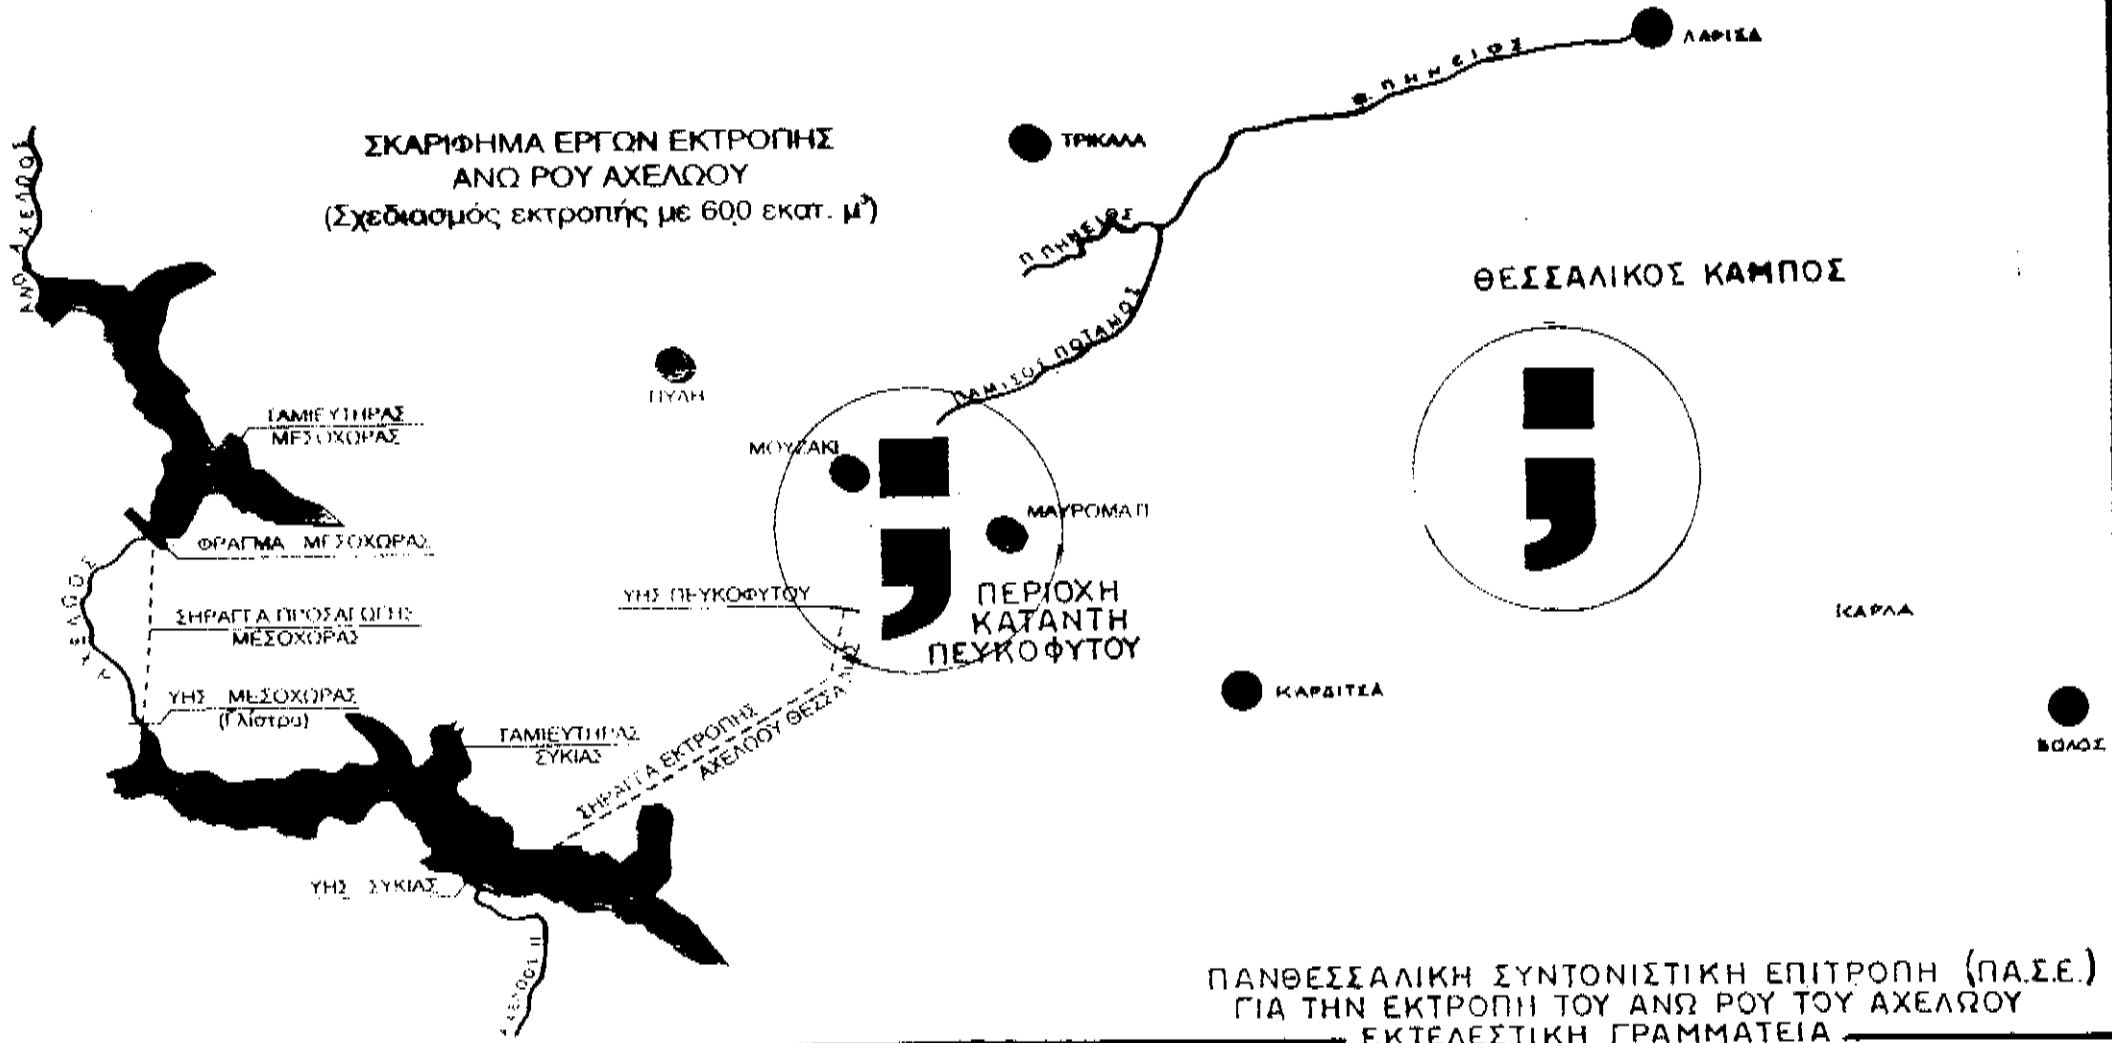 ΛΑΡΙΣΑ
Π. ΠΗΝΕΙΟΣ
ΣΚΑΡΙΦΗΜΑ ΕΡΓΩΝ ΕΚΤΡΟΠΗΣ
ΑΝΩ ΡΟΥ ΑΧΕΛΩΟΥ
(Σχεδιασμός εκτροπής με 600 εκατ. μ³)
ΤΡΙΚΑΛΑ
ΑΝΩ ΑΧΕΛΩΟΣ
Π ΠΗΝΕΙΟΣ
ΘΕΣΣΑΛΙΚΟΣ ΚΑΜΠΟΣ
ΠΑΜΙΣΟΣ ΠΟΤΑΜΟΣ
ΠΥΛΗ
ΤΑΜΙΕΥΤΗΡΑΣ
ΜΕΣΟΧΩΡΑΣ
;
;
ΜΟΥΖΑΚΙ
ΜΑΥΡΟΜΑΤΙ
ΦΡΑΓΜΑ ΜΕΣΟΧΩΡΑΣ
ΑΧΕΛΩΟΣ
ΣΗΡΑΓΓΑ ΠΡΟΣΑΓΩΓΗΣ
ΜΕΣΟΧΩΡΑΣ
ΥΗΣ ΠΕΥΚΟΦΥΤΟΥ
ΠΕΡΙΟΧΗ
ΚΑΤΑΝΤΗ
ΠΕΥΚΟΦΥΤΟΥ
ΚΑΡΛΑ
ΥΗΣ ΜΕΣΟΧΩΡΑΣ
(Γλίστρα)
ΚΑΡΔΙΤΣΑ
ΒΟΛΟΣ
ΤΑΜΙΕΥΤΗΡΑΣ
ΣΥΚΙΑΣ
ΣΗΡΑΓΓΑ ΕΚΤΡΟΠΗΣ
ΑΧΕΛΩΟΥ
ΥΗΣ ΣΥΚΙΑΣ
ΠΑΝΘΕΣΣΑΛΙΚΗ ΣΥΝΤΟΝΙΣΤΙΚΗ ΕΠΙΤΡΟΠΗ (ΠΑ.Σ.Ε.)
ΓΙΑ ΤΗΝ ΕΚΤΡΟΠΗ ΤΟΥ ΑΝΩ ΡΟΥ ΤΟΥ ΑΧΕΛΩΟΥ
ΕΚΤΕΛΕΣΤΙΚΗ ΓΡΑΜΜΑΤΕΙΑ